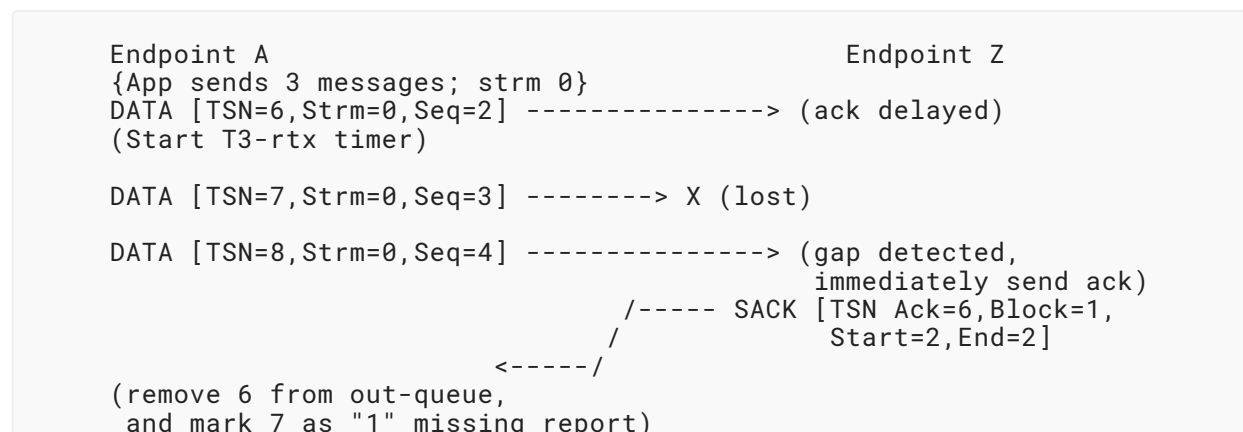 Endpoint A                                    Endpoint Z
{App sends 3 messages; strm 0}
DATA [TSN=6,Strm=0,Seq=2] ---------------> (ack delayed)
(Start T3-rtx timer)
DATA [TSN=7,Strm=0,Seq=3] --------> X (lost)
DATA [TSN=8,Strm=0,Seq=4] ---------------> (gap detected,
immediately send ack)
/----- SACK [TSN Ack=6,Block=1,
/             Start=2,End=2]
<-----/
(remove 6 from out-queue,
and mark 7 as "1" missing report)